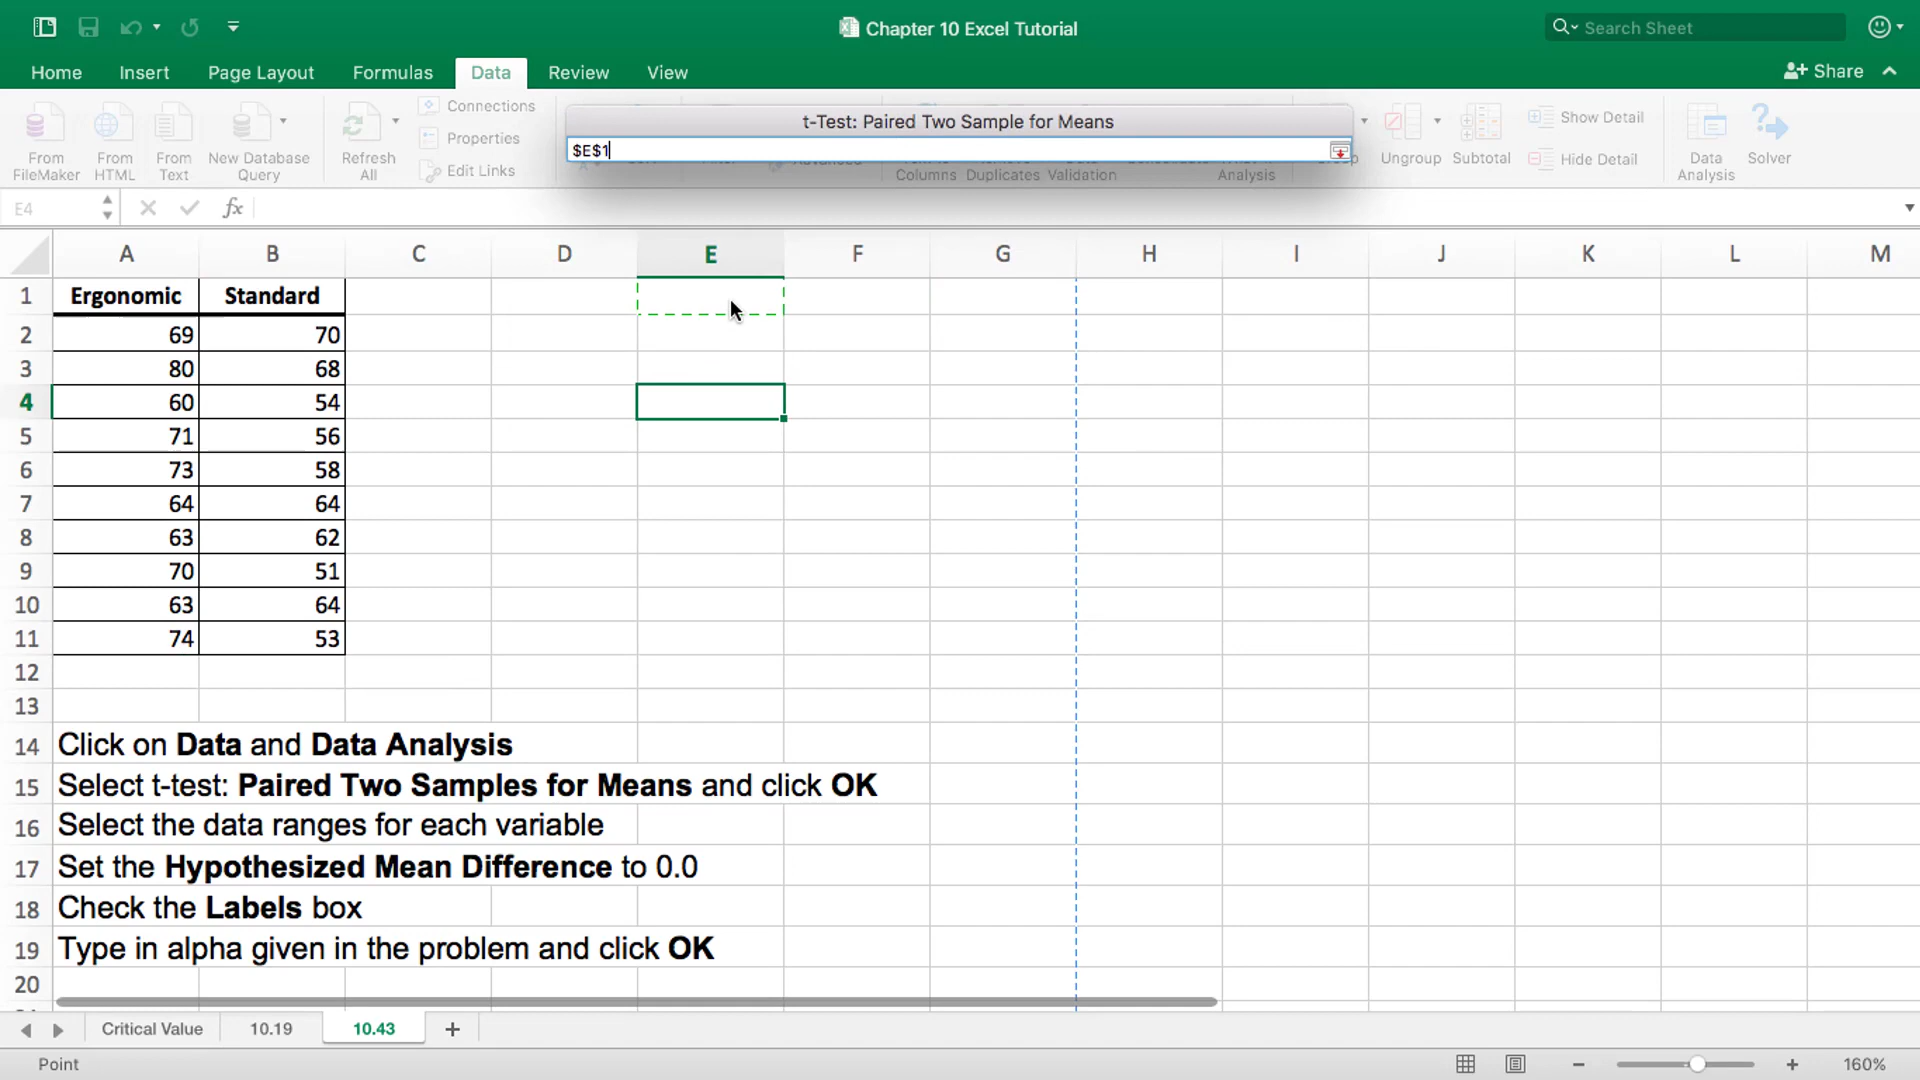 Chapter 10 Excel Tutorial
Search Sheet
Home Insert Page Layout Formulas Data Review View
Share
From FileMaker
From HTML
From Text
New Database Query
Refresh All
Connections
Properties
Edit Links
t-Test: Paired Two Sample for Means
$E$1
Columns
Duplicates
Validation
Analysis
Ungroup
Subtotal
Show Detail
Hide Detail
Data Analysis
Solver
E4
fx
A B C D E F G H I J K L M
1 Ergonomic Standard
2 69 70
3 80 68
4 60 54
5 71 56
6 73 58
7 64 64
8 63 62
9 70 51
10 63 64
11 74 53
12
13
14 Click on Data and Data Analysis
15 Select t-test: Paired Two Samples for Means and click OK
16 Select the data ranges for each variable
17 Set the Hypothesized Mean Difference to 0.0
18 Check the Labels box
19 Type in alpha given in the problem and click OK
20
Critical Value 10.19 10.43
Point
160%